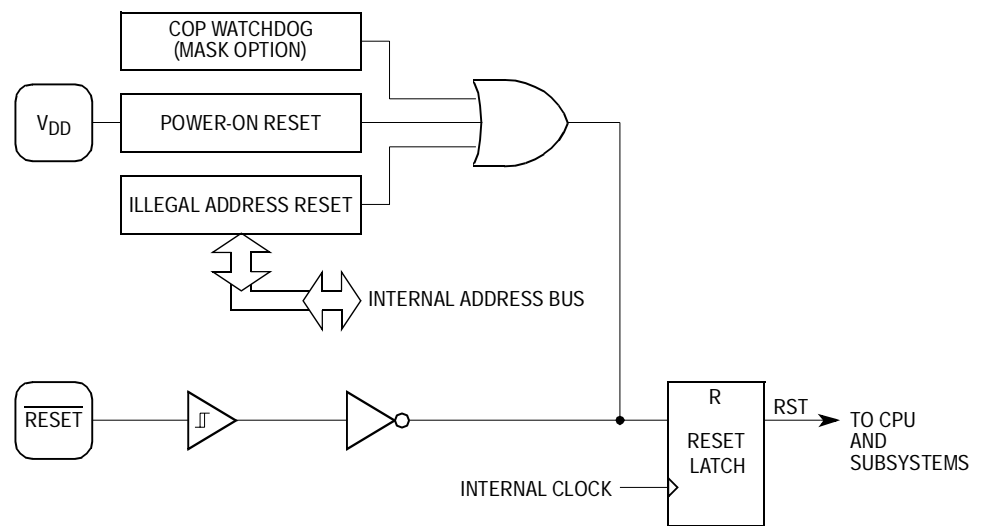 COP WATCHDOG
(MASK OPTION)
VDD
POWER-ON RESET
ILLEGAL ADDRESS RESET
INTERNAL ADDRESS BUS
RESET
R
RESET
LATCH
RST
TO CPU
AND
SUBSYSTEMS
INTERNAL CLOCK